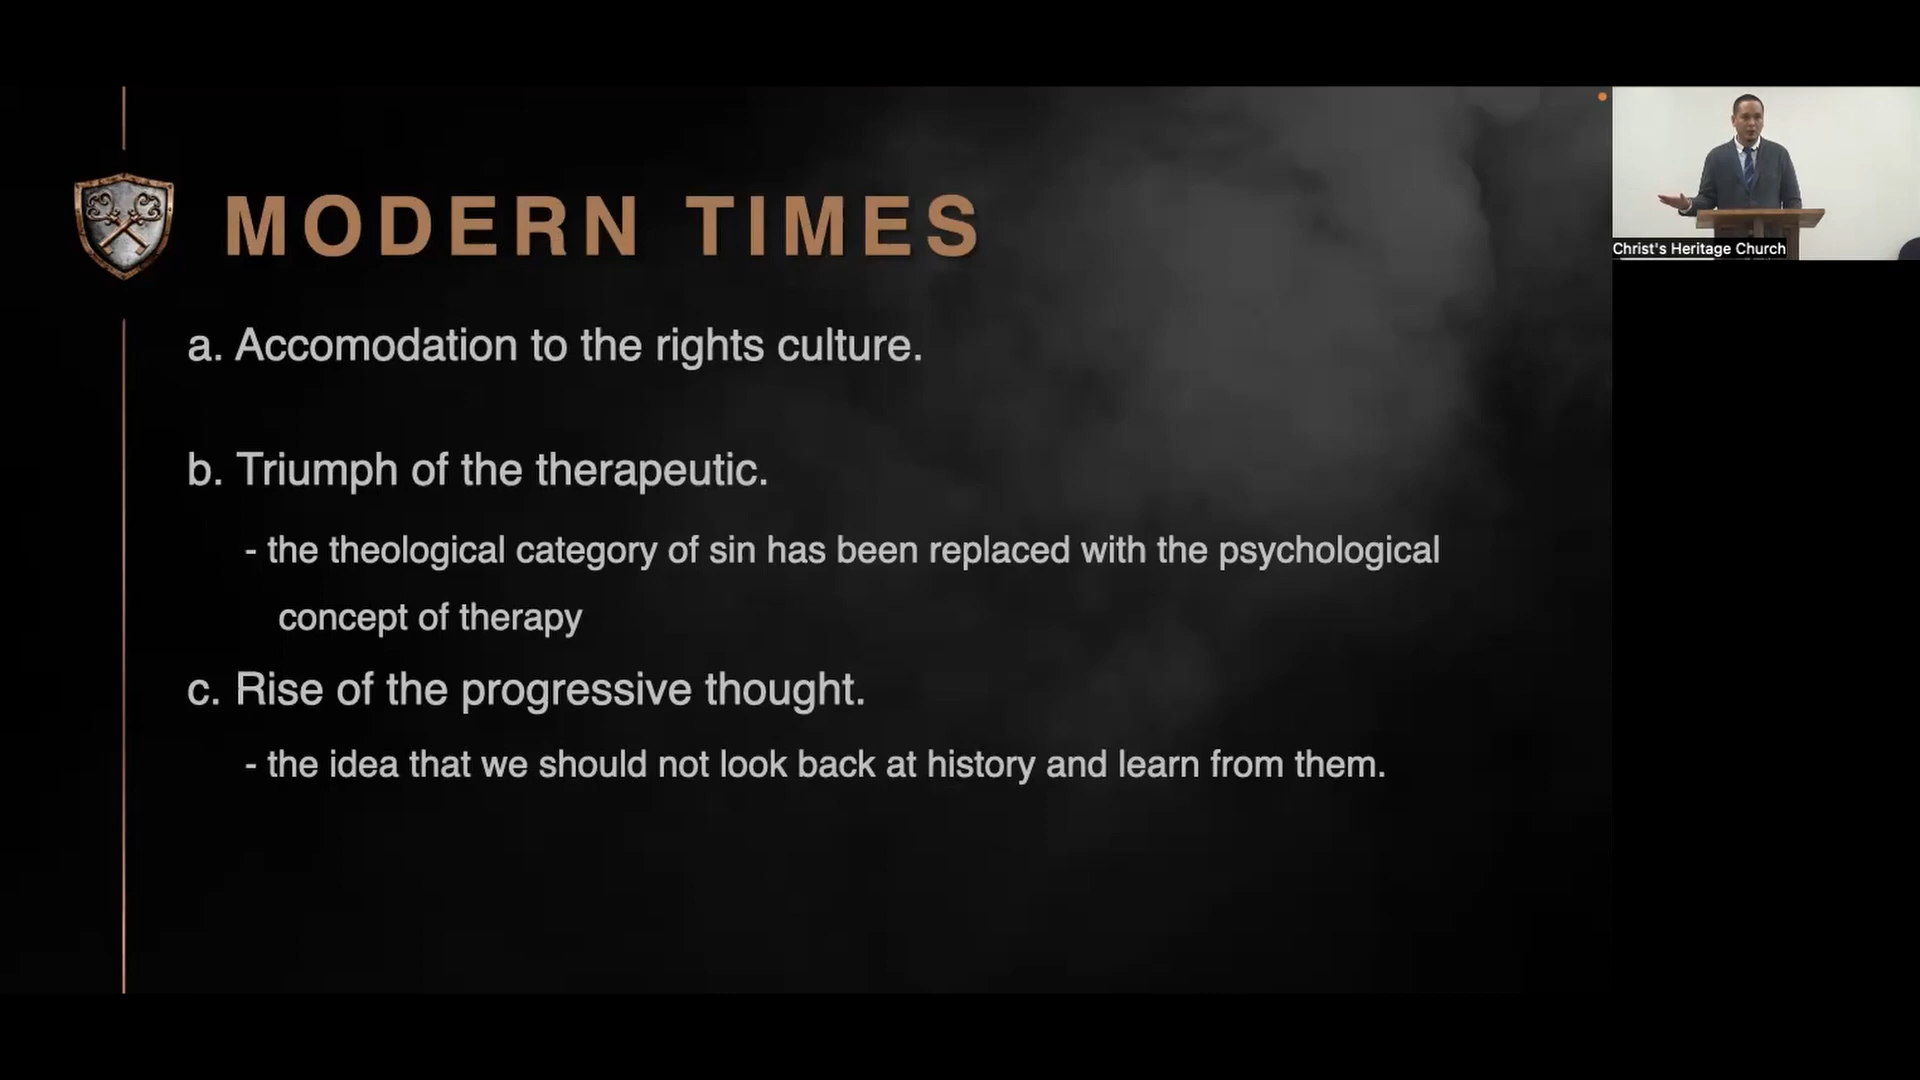 MODERN TIMES
a. Accomodation to the rights culture.
b. Triumph of the therapeutic.
- the theological category of sin has been replaced with the psychological
concept of therapy
c. Rise of the progressive thought.
- the idea that we should not look back at history and learn from them.
Christ's Heritage Church